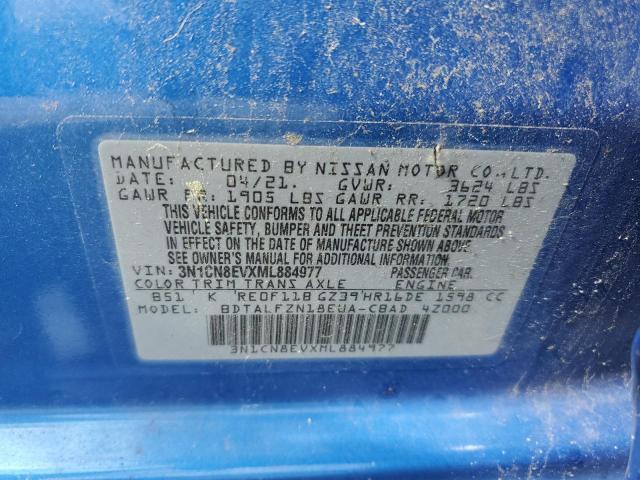 MANUFACTURED BY NISSAN MOTOR CO., LTD.
DATE: 04/21. GVWR: 3624 LBS
GAWR FR: 1905 LBS GAWR RR: 1720 LBS
THIS VEHICLE CONFORMS TO ALL APPLICABLE FEDERAL MOTOR
VEHICLE SAFETY, BUMPER AND THEFT PREVENTION STANDARDS
IN EFFECT ON THE DATE OF MANUFACTURE SHOWN ABOVE.
SEE OWNER'S MANUAL FOR ADDITIONAL INFORMATION
VIN: 3N1CN8EVXML884977 PASSENGER CAR.
COLOR TRIM TRANS AXLE ENGINE
B51 K RE0F11B GZ39 HR16DE 1598 CC
MODEL: BDTALFZN18EUA-CBAD 4Z000
3N1CN8EVXML884977